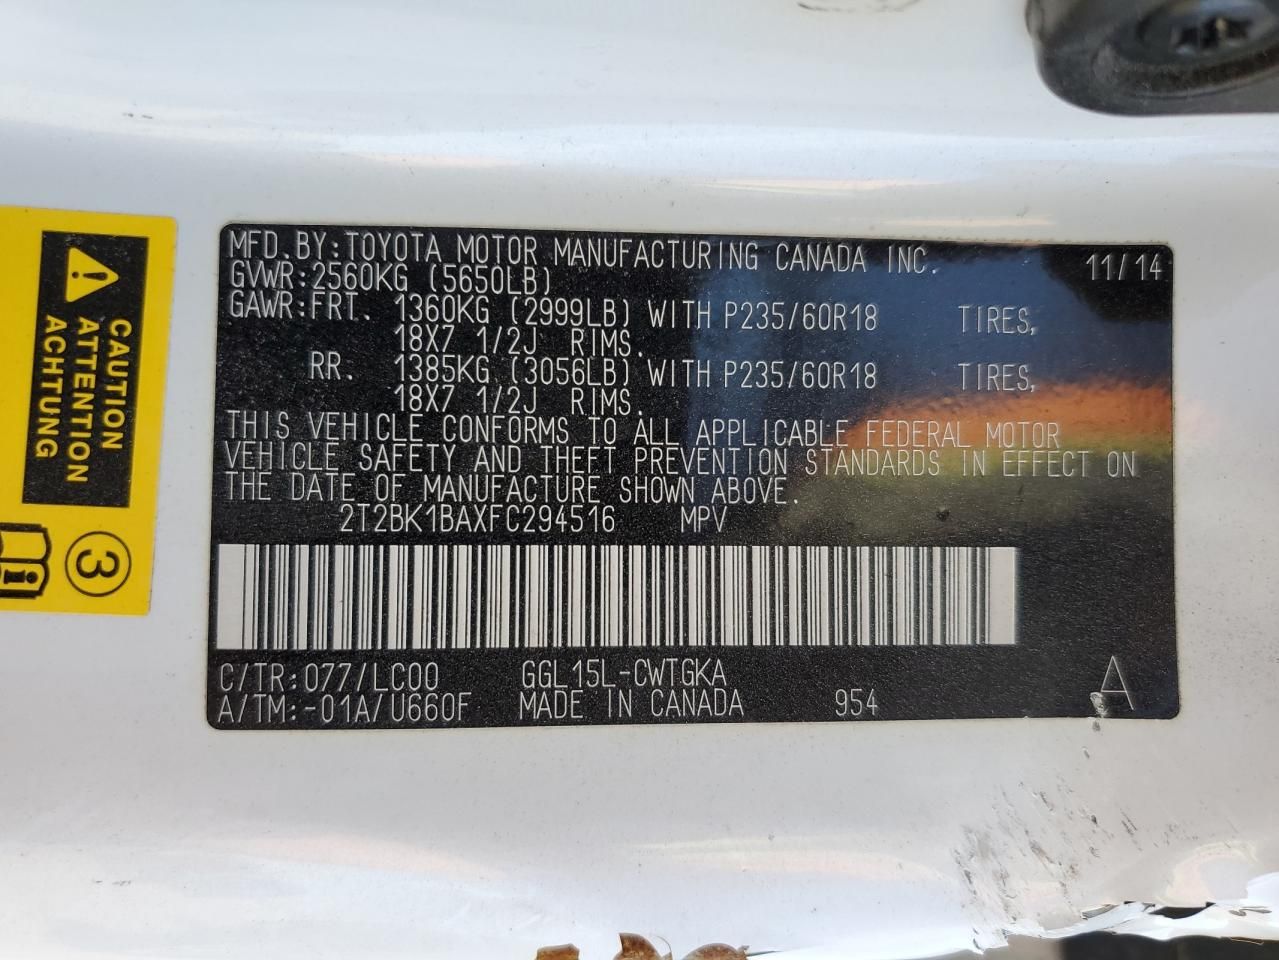 MFD.BY:TOYOTA MOTOR MANUFACTURING CANADA INC. 11/14
GVWR:2560KG (5650LB)
GAWR:FRT. 1360KG (2999LB) WITH P235/60R18 TIRES,
18X7 1/2J RIMS.
RR. 1385KG (3056LB) WITH P235/60R18 TIRES,
18X7 1/2J RIMS.
THIS VEHICLE CONFORMS TO ALL APPLICABLE FEDERAL MOTOR
VEHICLE SAFETY AND THEFT PREVENTION STANDARDS IN EFFECT ON
THE DATE OF MANUFACTURE SHOWN ABOVE.
2T2BK1BAXFC294516 MPV
C/TR:077/LC00 GGL15L-CWTGKA A
A/TM:-01A/U660F MADE IN CANADA 954
CAUTION
ATTENTION
ACHTUNG
3
i